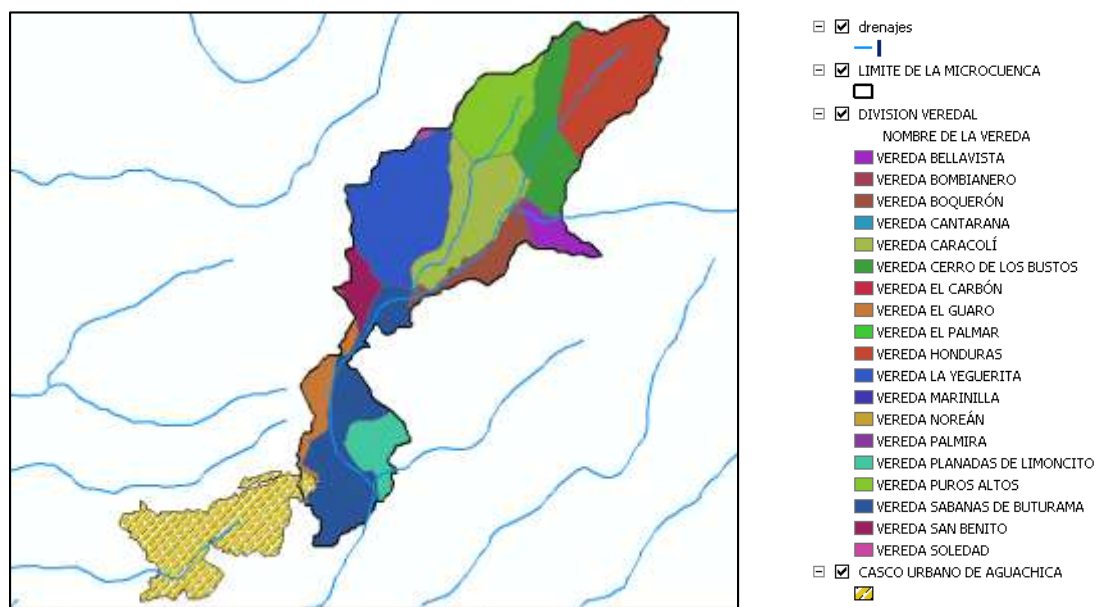 drenajes
LIMITE DE LA MICROCUENCA
DIVISION VEREDAL
NOMBRE DE LA VEREDA
VEREDA BELLAVISTA
VEREDA BOMBIANERO
VEREDA BOQUERÓN
VEREDA CANTARANA
VEREDA CARACOLÍ
VEREDA CERRO DE LOS BUSTOS
VEREDA EL CARBÓN
VEREDA EL GUARO
VEREDA EL PALMAR
VEREDA HONDURAS
VEREDA LA YEGUERITA
VEREDA MARINILLA
VEREDA NOREÁN
VEREDA PALMIRA
VEREDA PLANADAS DE LIMONCITO
VEREDA PUROS ALTOS
VEREDA SABANAS DE BUTURAMA
VEREDA SAN BENITO
VEREDA SOLEDAD
CASCO URBANO DE AGUACHICA